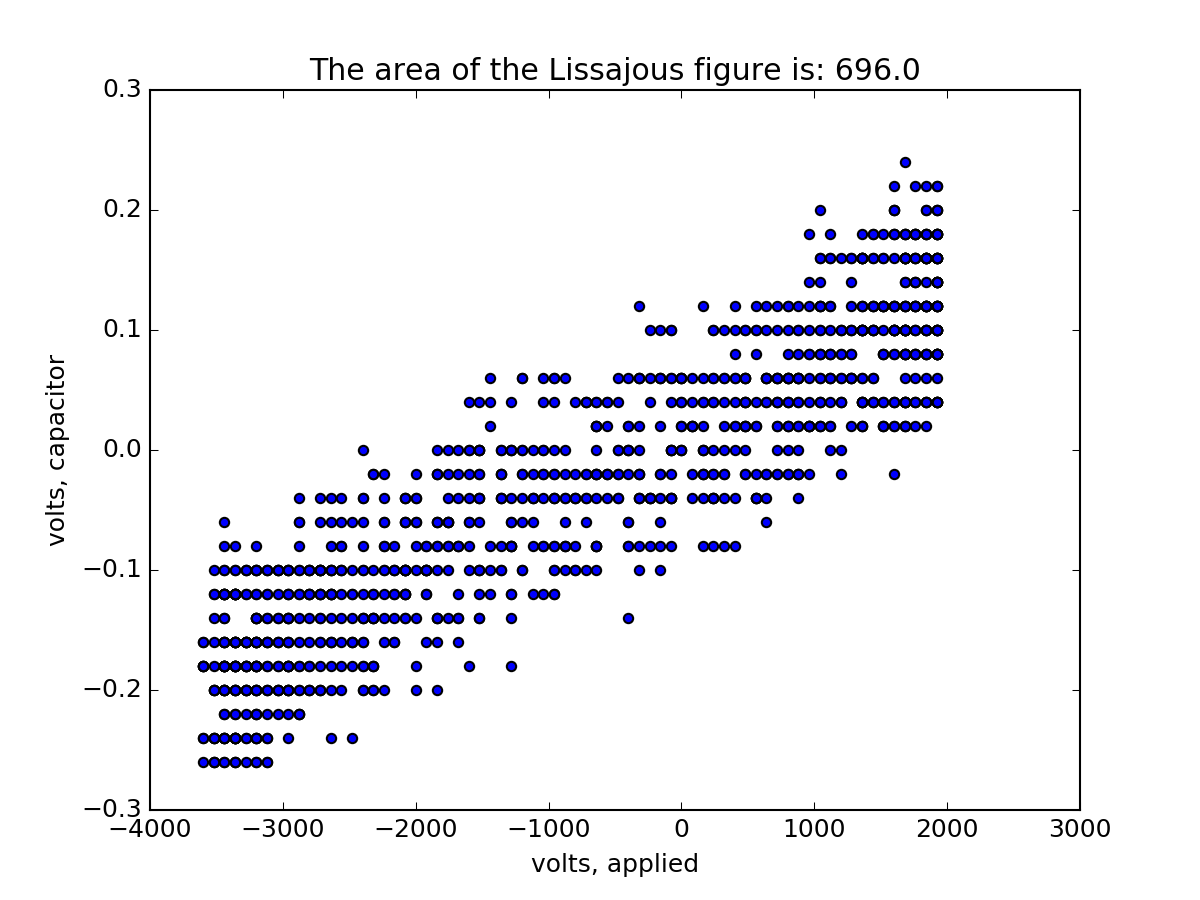 The area of the Lissajous figure is: 696.0
0.3
0.2
0.1
0.0
−0.1
−0.2
−0.3
volts, capacitor
−4000 −3000 −2000 −1000 0 1000 2000 3000
volts, applied